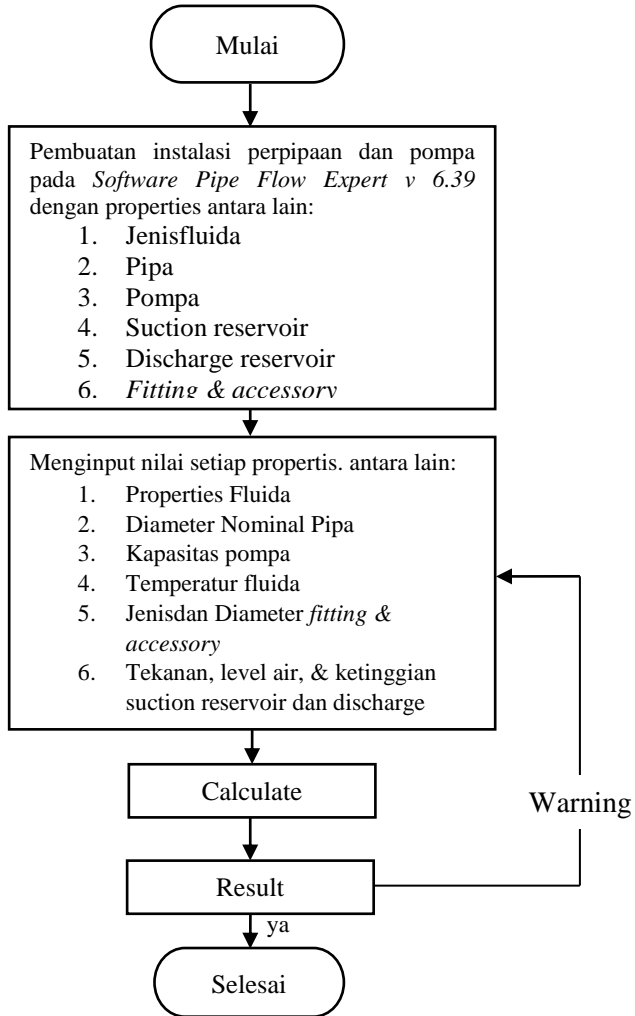 Mulai
Pembuatan instalasi perpipaan dan pompa
pada Software Pipe Flow Expert v 6.39
dengan properties antara lain:
1. Jenisfluida
2. Pipa
3. Pompa
4. Suction reservoir
5. Discharge reservoir
6. Fitting & accessory
Menginput nilai setiap propertis. antara lain:
1. Properties Fluida
2. Diameter Nominal Pipa
3. Kapasitas pompa
4. Temperatur fluida
5. Jenisdan Diameter fitting &
accessory
6. Tekanan, level air, & ketinggian
suction reservoir dan discharge
Calculate
Warning
Result
ya
Selesai